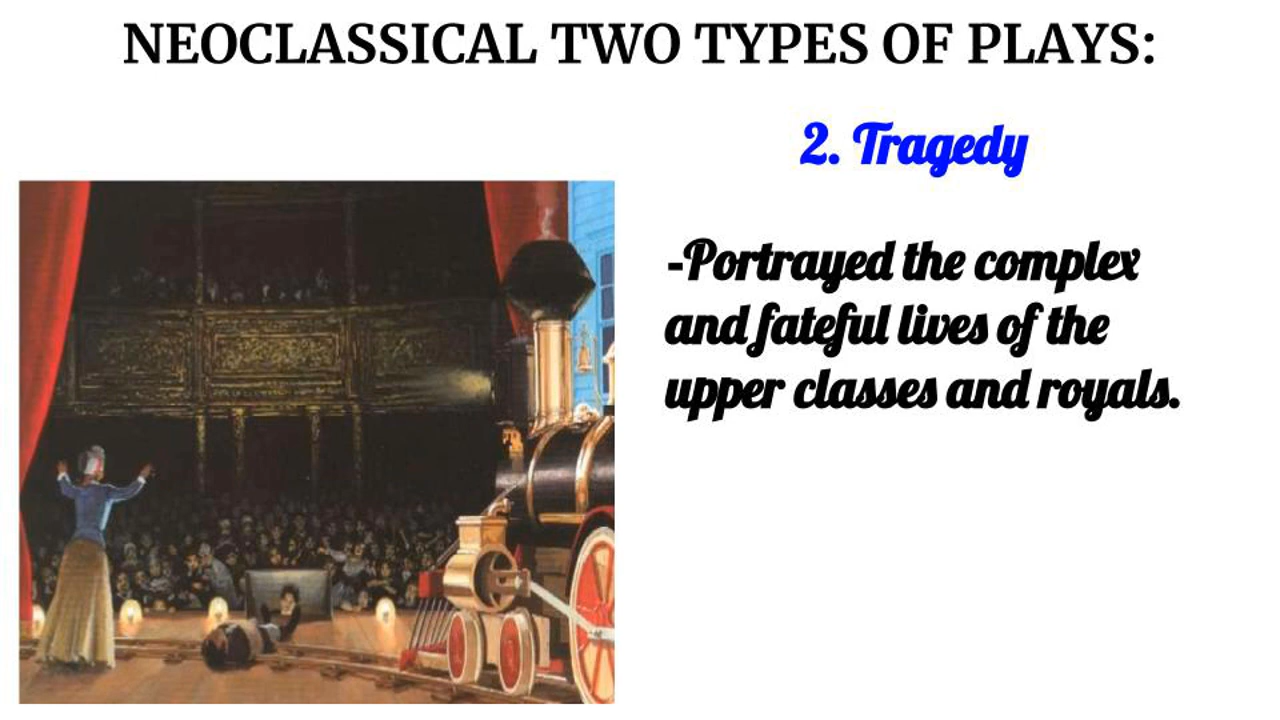 NEOCLASSICAL TWO TYPES OF PLAYS:
2. Tragedy
-Portrayed the complex
and fateful lives of the
upper classes and royals.